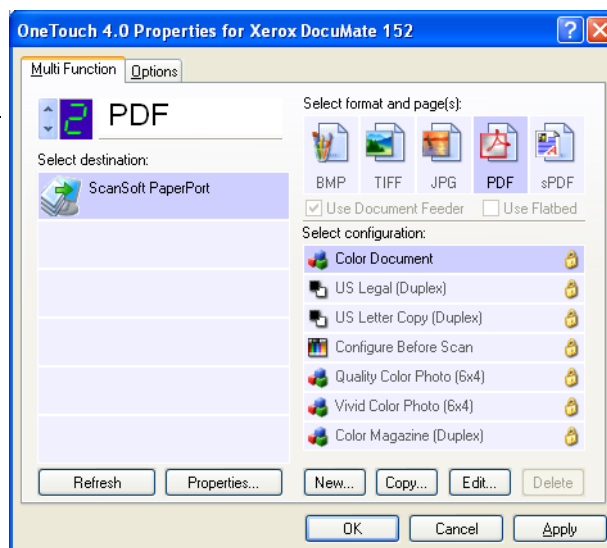 OneTouch 4.0 Properties for Xerox DocuMate 152
Multi Function Options
2 PDF
Select destination:
ScanSoft PaperPort
Select format and page(s):
BMP TIFF JPG PDF sPDF
Use Document Feeder Use Flatbed
Select configuration:
Color Document
US Legal (Duplex)
US Letter Copy (Duplex)
Configure Before Scan
Quality Color Photo (6x4)
Vivid Color Photo (6x4)
Color Magazine (Duplex)
Refresh Properties... New... Copy... Edit... Delete
OK Cancel Apply